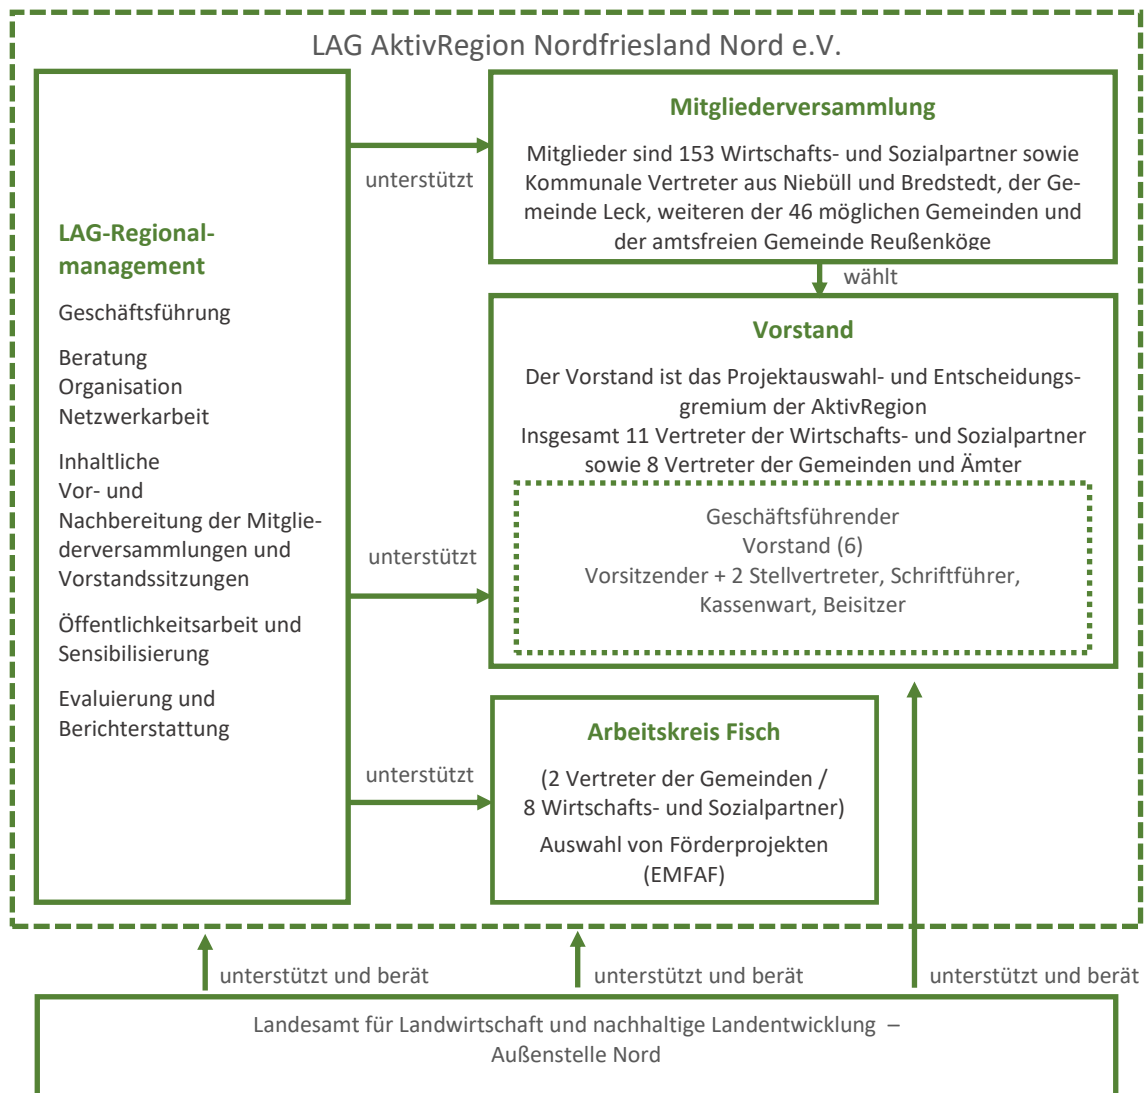 LAG AktivRegion Nordfriesland Nord e.V.
LAG-Regional-
management
Geschäftsführung
Beratung
Organisation
Netzwerkarbeit
Inhaltliche
Vor- und
Nachbereitung der Mitglie-
derversammlungen und
Vorstandssitzungen
Öffentlichkeitsarbeit und
Sensibilisierung
Evaluierung und
Berichterstattung
unterstützt
Mitgliederversammlung
Mitglieder sind 153 Wirtschafts- und Sozialpartner sowie
Kommunale Vertreter aus Niebüll und Bredstedt, der Ge-
meinde Leck, weiteren der 46 möglichen Gemeinden und
der amtsfreien Gemeinde Reußenköge
wählt
unterstützt
Vorstand
Der Vorstand ist das Projektauswahl- und Entscheidungs-
gremium der AktivRegion
Insgesamt 11 Vertreter der Wirtschafts- und Sozialpartner
sowie 8 Vertreter der Gemeinden und Ämter
Geschäftsführender
Vorstand (6)
Vorsitzender + 2 Stellvertreter, Schriftführer,
Kassenwart, Beisitzer
unterstützt
Arbeitskreis Fisch
(2 Vertreter der Gemeinden /
8 Wirtschafts- und Sozialpartner)
Auswahl von Förderprojekten
(EMFAF)
unterstützt und berät
unterstützt und berät
unterstützt und berät
Landesamt für Landwirtschaft und nachhaltige Landentwicklung –
Außenstelle Nord